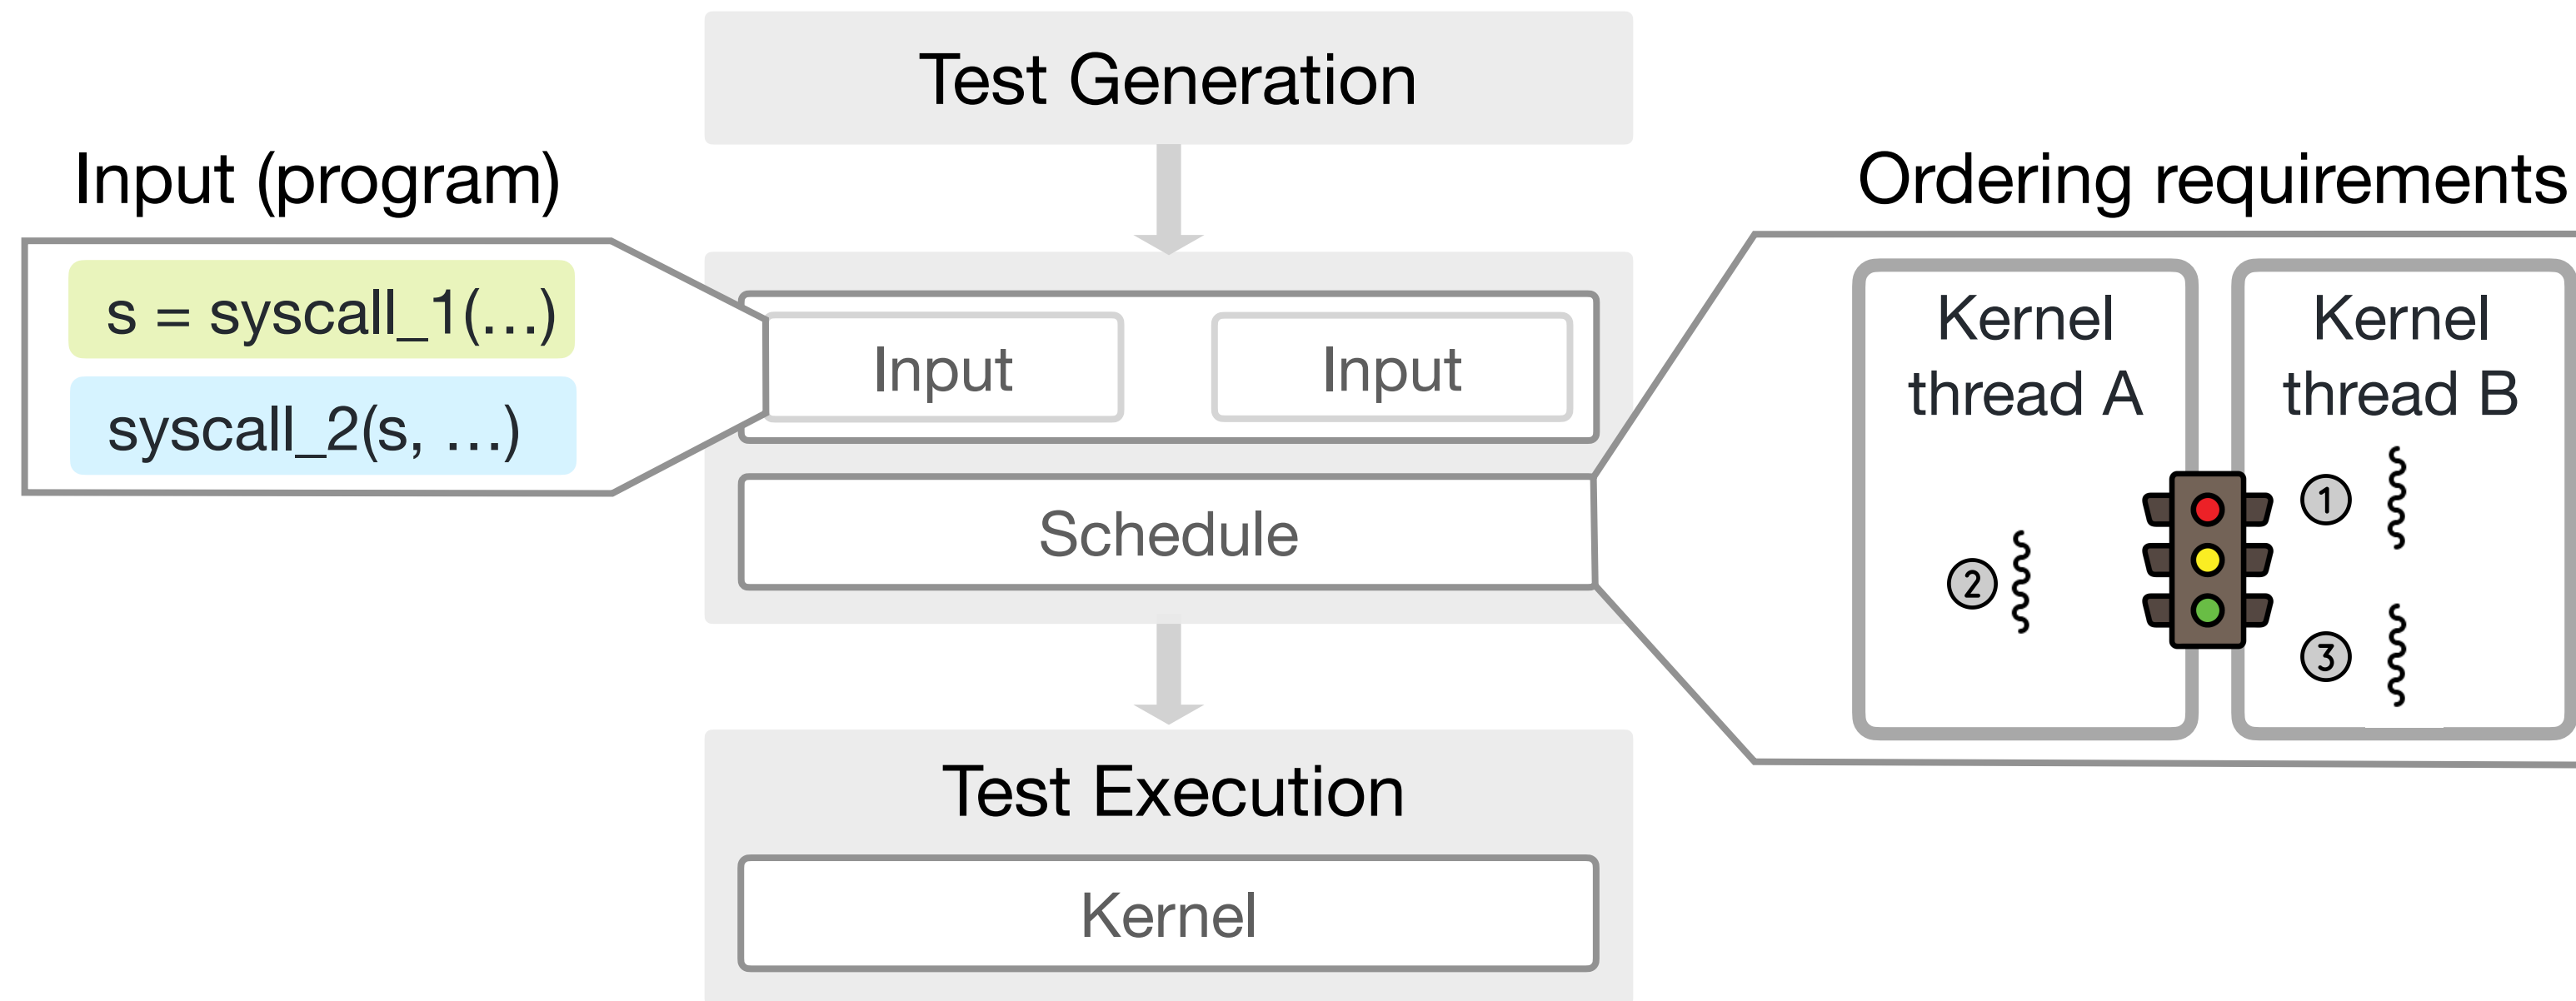 Test Generation
Input (program)
s = syscall_1(…)
syscall_2(s, …)
Input
Input
Schedule
Ordering requirements
Kernel
thread A
Kernel
thread B
1
2
3
Test Execution
Kernel